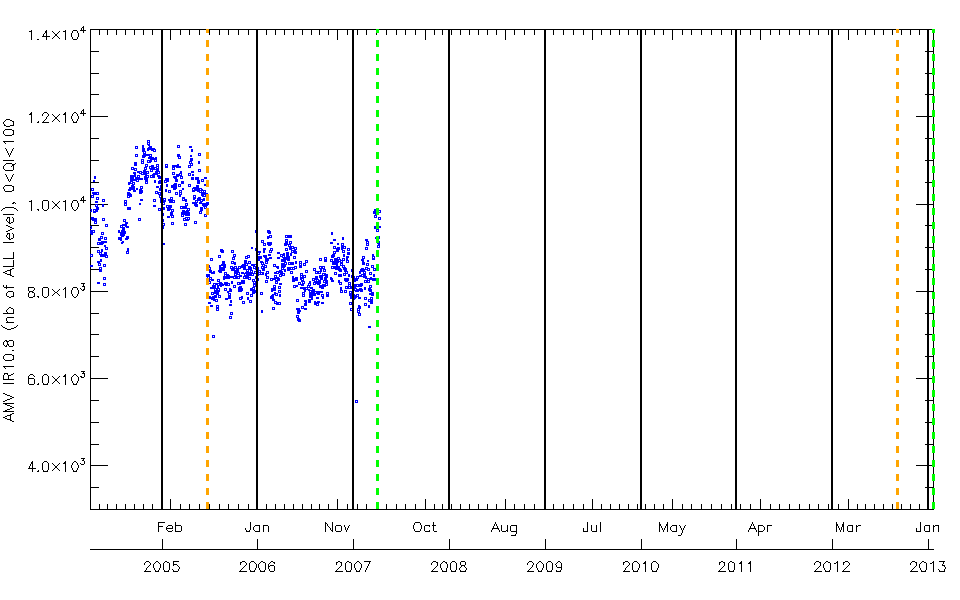 1.4×10⁴
1.2×10⁴
1.0×10⁴
8.0×10³
6.0×10³
4.0×10³
AMV IR10.8 (nb of ALL level), 0<QI<100
Feb Jan Nov Oct Aug Jul May Apr Mar Jan
2005 2006 2007 2008 2009 2010 2011 2012 2013